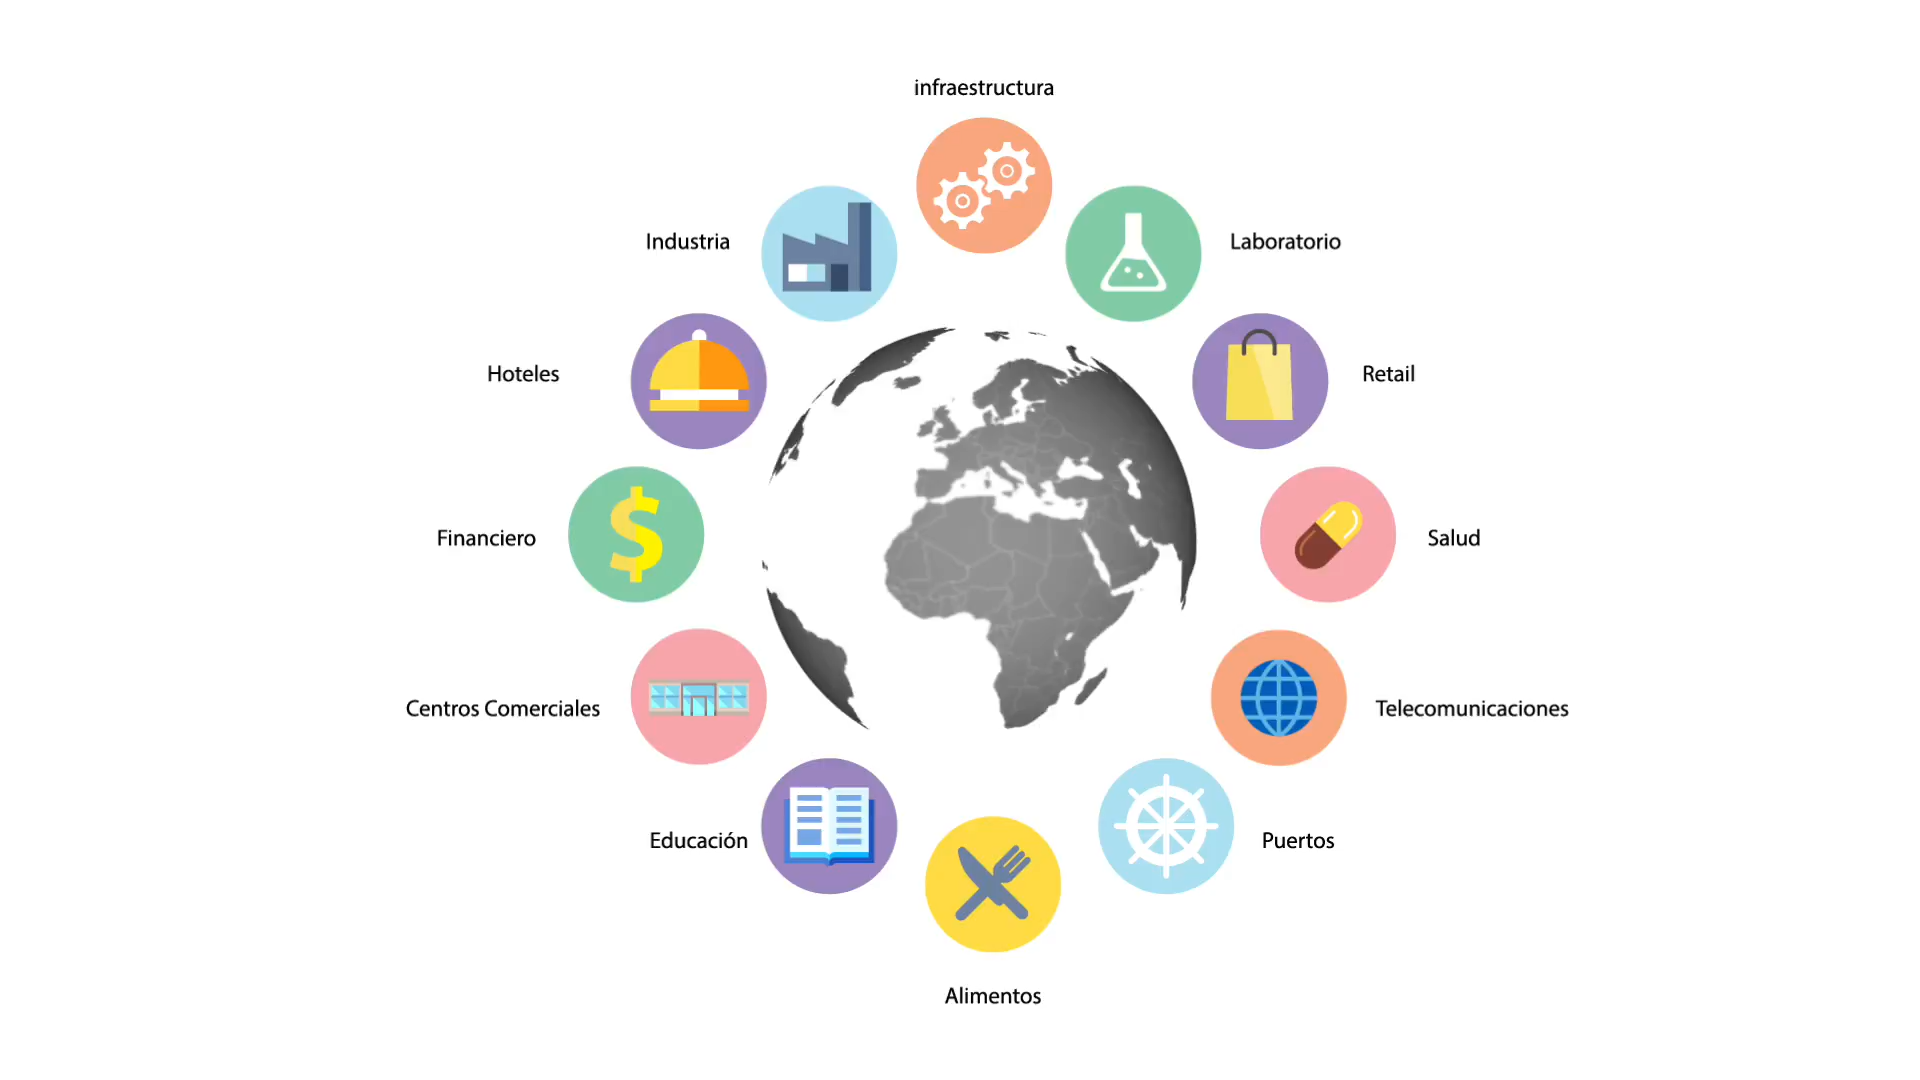 infraestructura
Industria
Laboratorio
Hoteles
Retail
Financiero
Salud
Centros Comerciales
Telecomunicaciones
Educación
Puertos
Alimentos